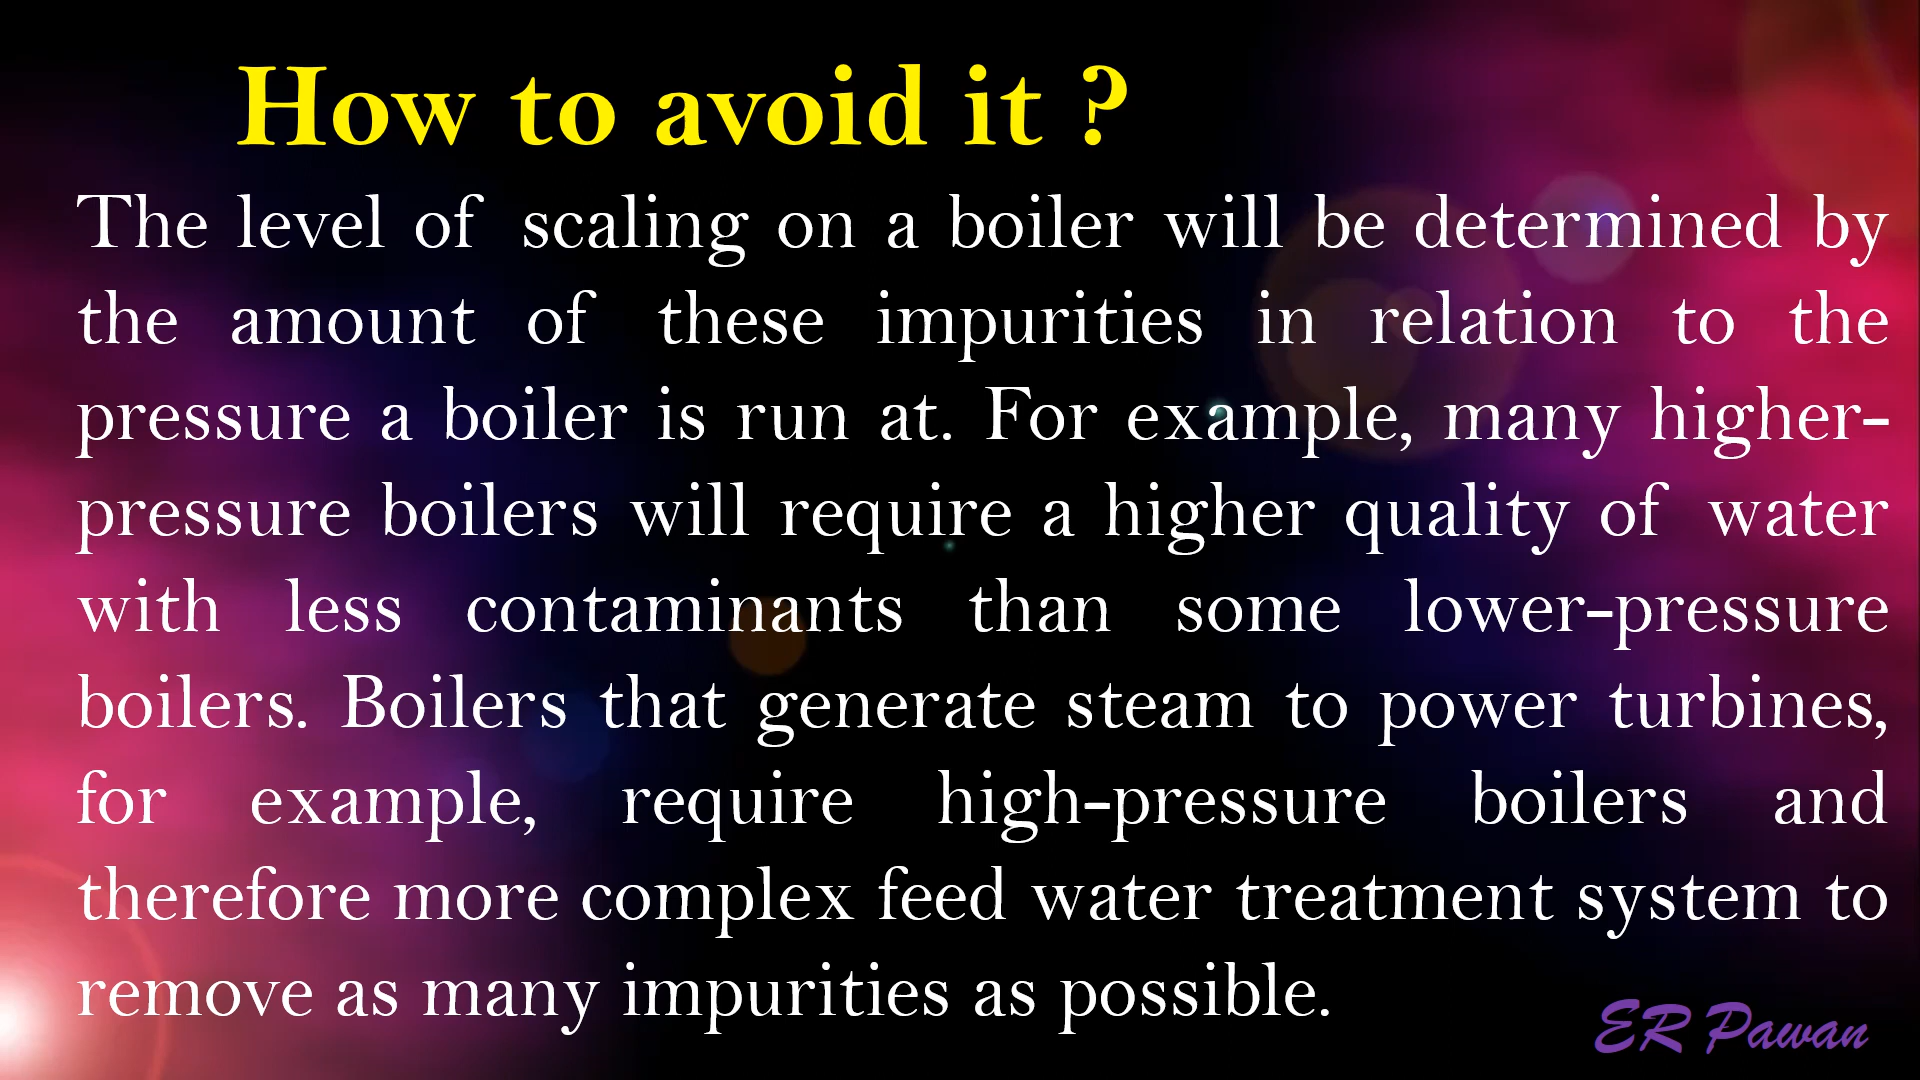 How to avoid it ?
The level of scaling on a boiler will be determined by
the amount of these impurities in relation to the
pressure a boiler is run at. For example, many higher-
pressure boilers will require a higher quality of water
with less contaminants than some lower-pressure
boilers. Boilers that generate steam to power turbines,
for example, require high-pressure boilers and
therefore more complex feed water treatment system to
remove as many impurities as possible.
ER Pawan